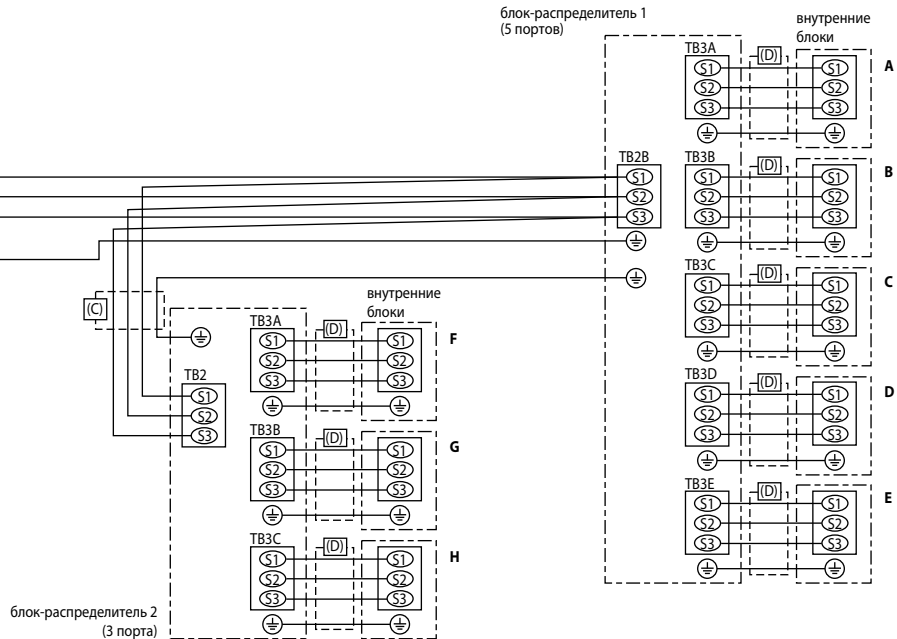 блок-распределитель 1
(5 портов)
внутренние
блоки
TB3A
(D)
A
S1 S1
S2 S2
S3 S3
TB2B
S1
S2
S3
TB3B
(D)
B
S1 S1
S2 S2
S3 S3
TB3C
(D)
C
S1 S1
S2 S2
S3 S3
TB3D
(D)
D
S1 S1
S2 S2
S3 S3
TB3E
(D)
E
S1 S1
S2 S2
S3 S3
(C)
внутренние
блоки
TB3A
(D)
F
S1 S1
S2 S2
S3 S3
TB2
S1
S2
S3
TB3B
(D)
G
S1 S1
S2 S2
S3 S3
TB3C
(D)
H
S1 S1
S2 S2
S3 S3
блок-распределитель 2
(3 порта)